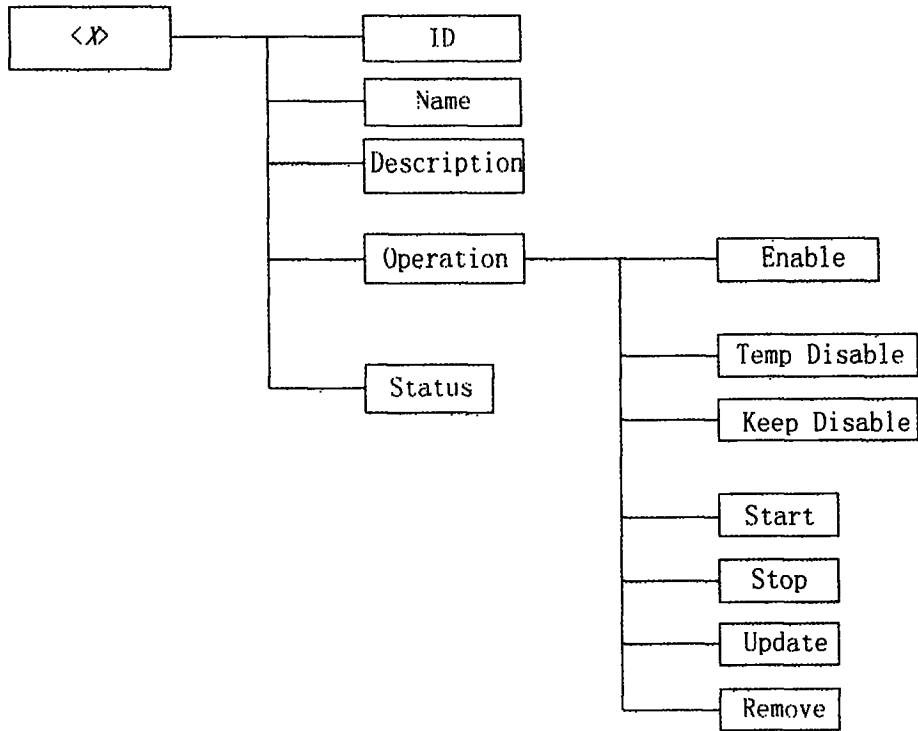 <X>
ID
Name
Description
Operation
Enable
Temp Disable
Status
Keep Disable
Start
Stop
Update
Remove